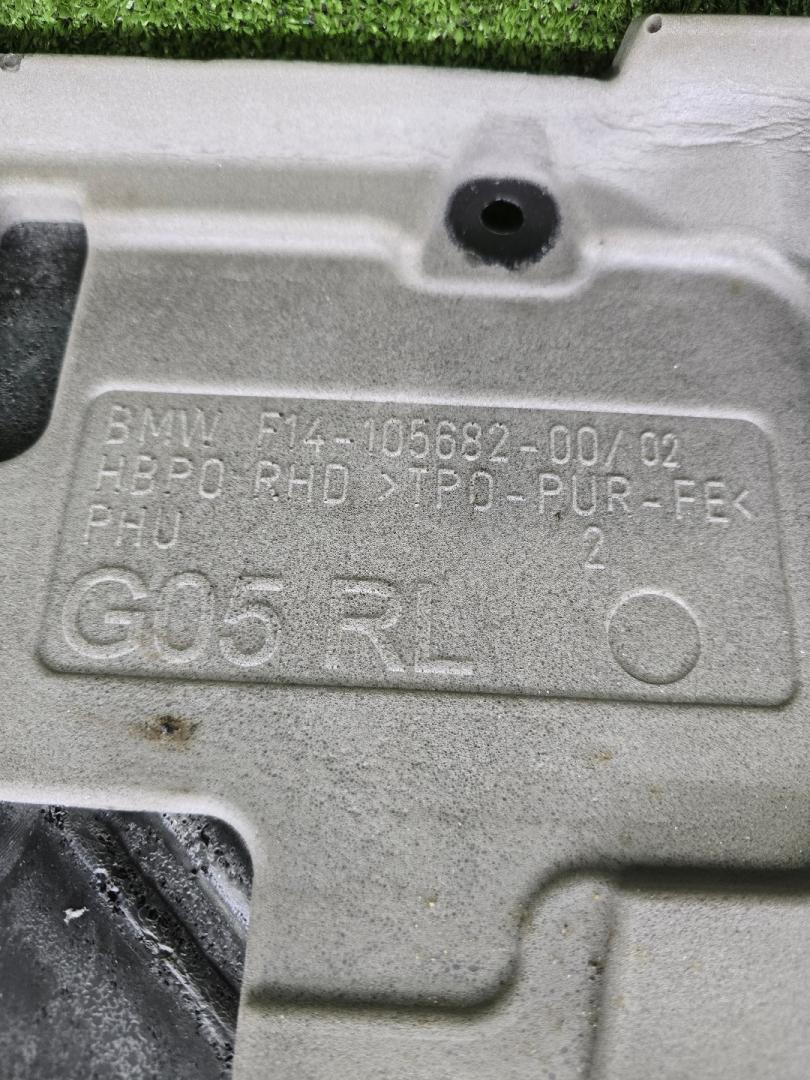 BMW F14-105682-00/02
HBPO RHD >TPO-PUR-FE<
PHU 2
G05 RL